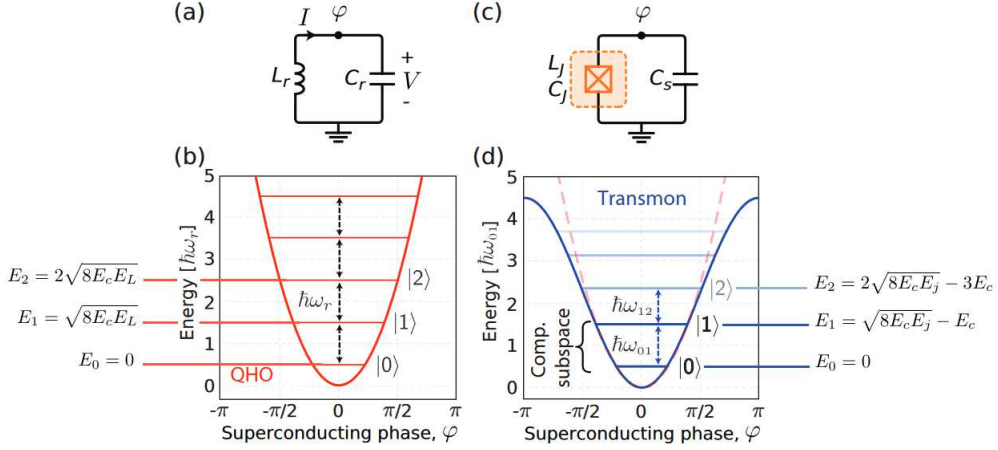 (a)
I
φ
L_r
C_r
+
V
-
(c)
φ
L_J
C_J
C_s
(b)
5
4
3
2
1
0
Energy [ℏω_r]
E_2 = 2√(8E_cE_L)
E_1 = √(8E_cE_L)
E_0 = 0
ℏω_r
|2⟩
|1⟩
|0⟩
QHO
-π
-π/2
0
π/2
π
Superconducting phase, φ
(d)
5
4
3
2
1
0
Energy [ℏω_01]
Transmon
Comp.
subspace
ℏω_12
ℏω_01
|2⟩
|1⟩
|0⟩
E_2 = 2√(8E_cE_j) − 3E_c
E_1 = √(8E_cE_j) − E_c
E_0 = 0
-π
-π/2
0
π/2
π
Superconducting phase, φ